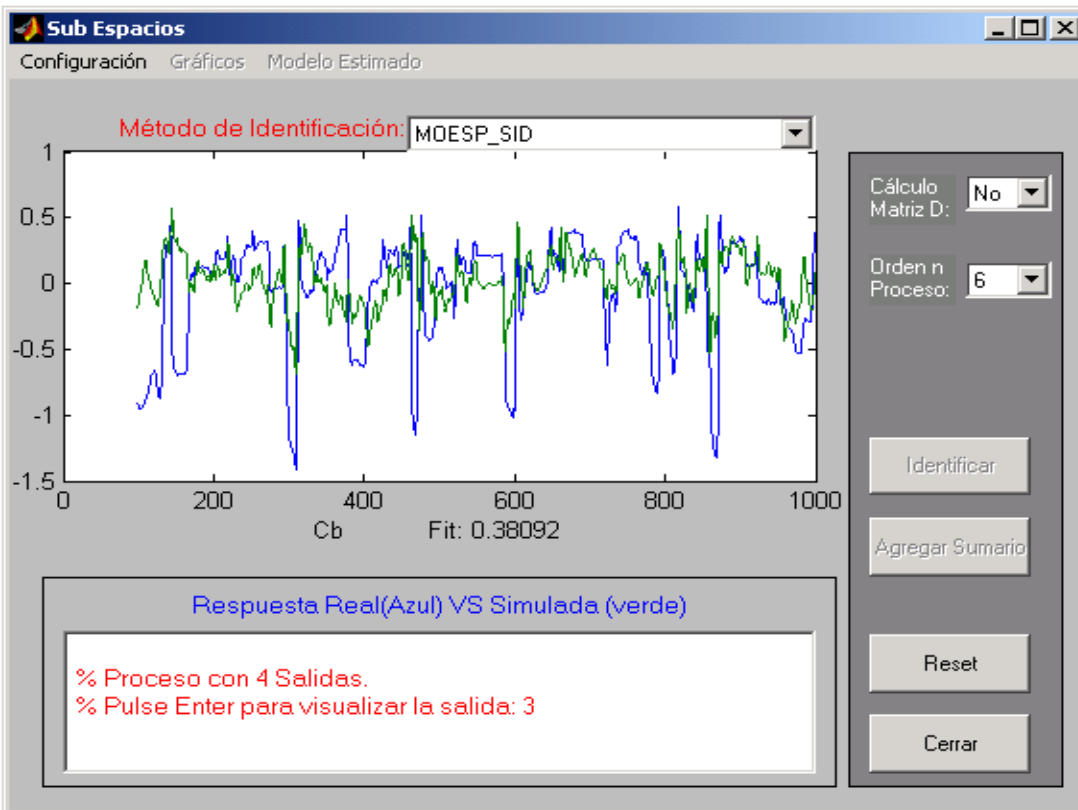 Sub Espacios
Configuración Gráficos Modelo Estimado
Método de Identificación: MOESP_SID
1
0.5
0
-0.5
-1
-1.5
0 200 400 600 800 1000
Cb Fit: 0.38092
Cálculo
Matriz D: No
Orden n
Proceso: 6
Identificar
Agregar Sumario
Reset
Cerrar
Respuesta Real(Azul) VS Simulada (verde)
% Proceso con 4 Salidas.
% Pulse Enter para visualizar la salida: 3